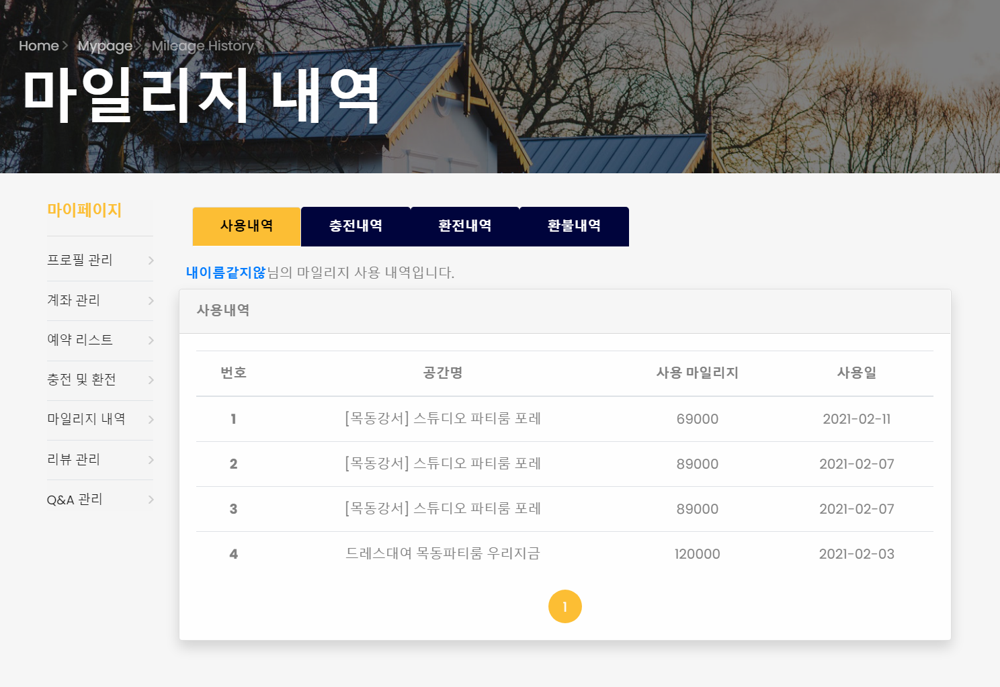 Home Mypage Mileage History
마일리지 내역
마이페이지
프로필 관리
계좌 관리
예약 리스트
충전 및 환전
마일리지 내역
리뷰 관리
Q&A 관리
사용내역 충전내역 환전내역 환불내역
내이름같지않님의 마일리지 사용 내역입니다.
사용내역
번호 공간명 사용 마일리지 사용일
1 [목동강서] 스튜디오 파티룸 포레 69000 2021-02-11
2 [목동강서] 스튜디오 파티룸 포레 89000 2021-02-07
3 [목동강서] 스튜디오 파티룸 포레 89000 2021-02-07
4 드레스대여 목동파티룸 우리지금 120000 2021-02-03
1